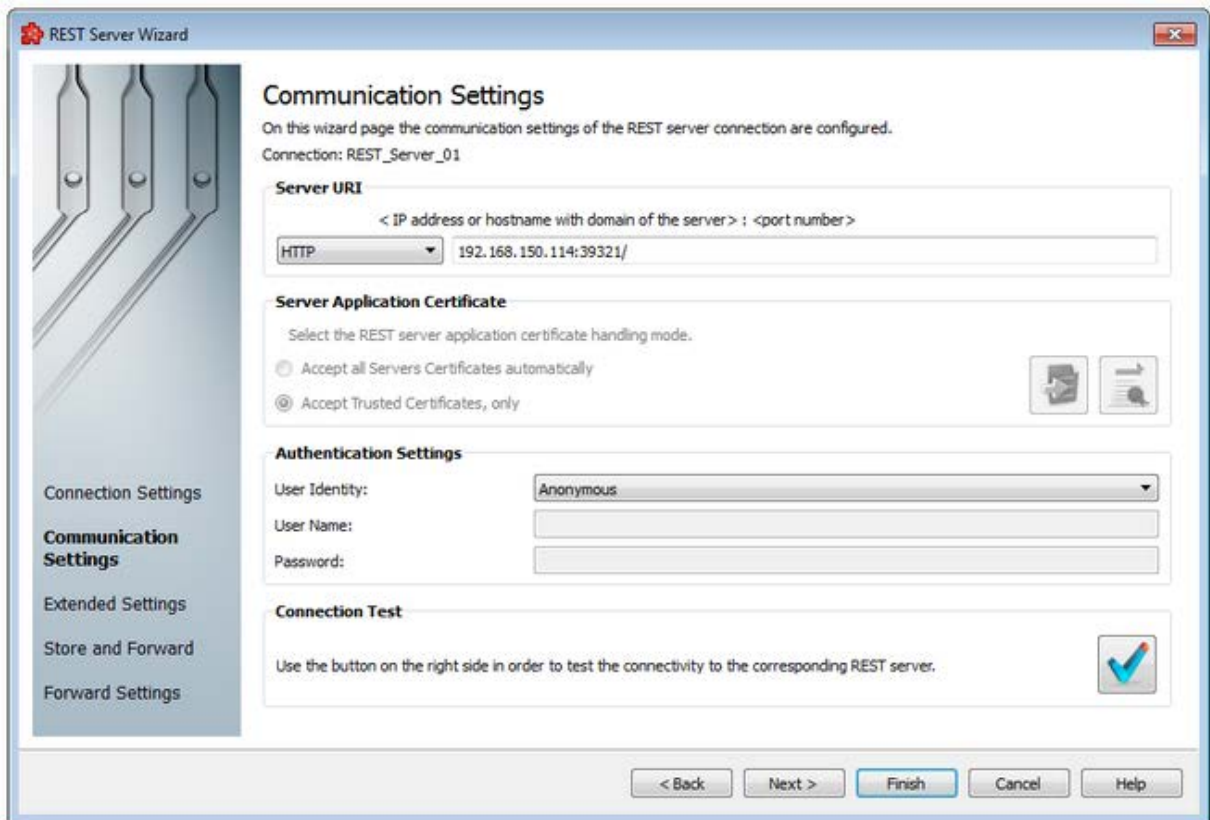 REST Server Wizard
Communication Settings
On this wizard page the communication settings of the REST server connection are configured.
Connection: REST_Server_01
Server URI
< IP address or hostname with domain of the server> : <port number>
HTTP 192.168.150.114:39321/
Server Application Certificate
Select the REST server application certificate handling mode.
Accept all Servers Certificates automatically
Accept Trusted Certificates, only
Authentication Settings
User Identity: Anonymous
User Name:
Password:
Connection Test
Use the button on the right side in order to test the connectivity to the corresponding REST server.
Connection Settings
Communication
Settings
Extended Settings
Store and Forward
Forward Settings
< Back Next > Finish Cancel Help